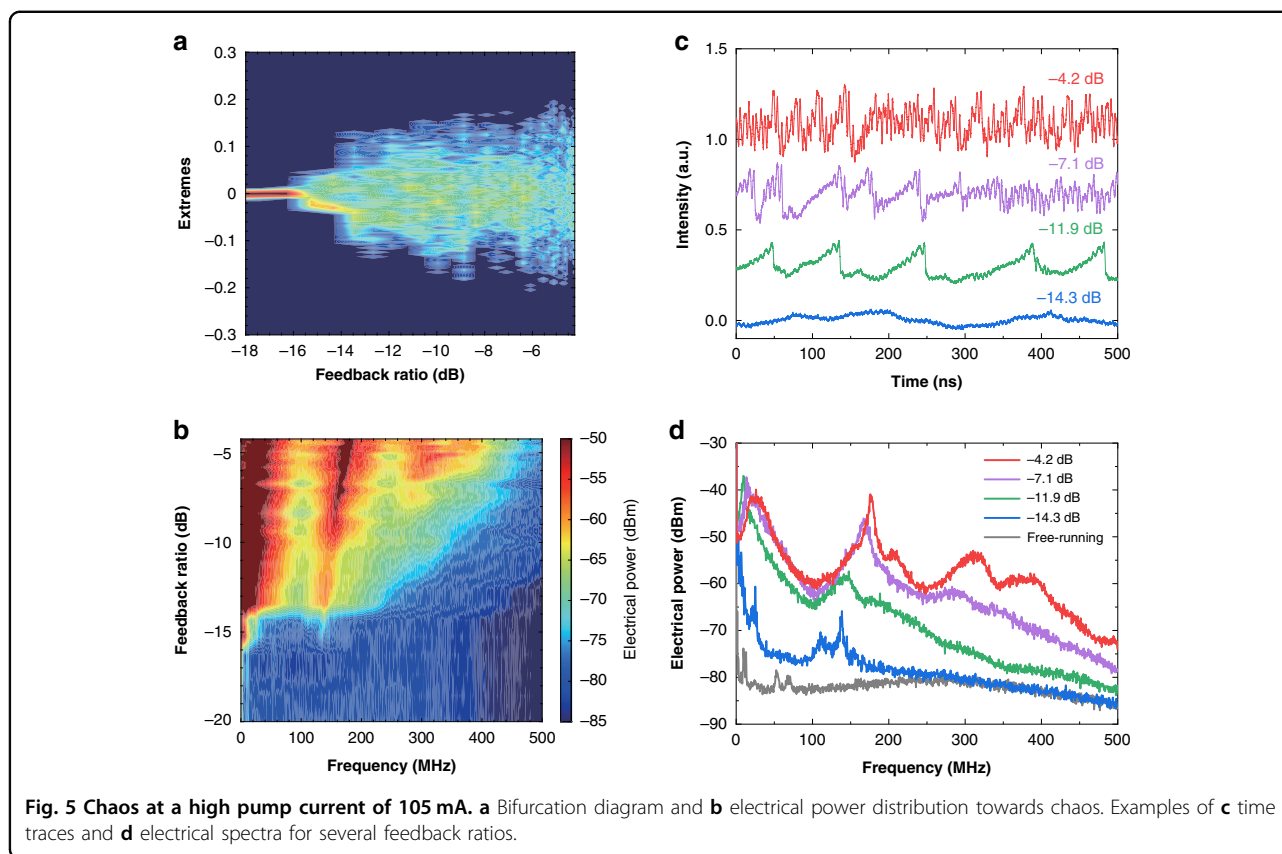 a
0.3
0.2
0.1
0
−0.1
−0.2
−0.3
Extremes
−18
−16
−14
−12
−10
−8
−6
Feedback ratio (dB)
c
1.5
1.0
0.5
0.0
Intensity (a.u.)
−4.2 dB
−7.1 dB
−11.9 dB
−14.3 dB
0
100
200
300
400
500
Time (ns)
b
−5
−10
−15
−20
Feedback ratio (dB)
0
100
200
300
400
500
Frequency (MHz)
−50
−55
−60
−65
−70
−75
−80
−85
Electrical power (dBm)
d
−30
−40
−50
−60
−70
−80
−90
Electrical power (dBm)
−4.2 dB
−7.1 dB
−11.9 dB
−14.3 dB
Free-running
0
100
200
300
400
500
Frequency (MHz)
Fig. 5 Chaos at a high pump current of 105 mA. a Bifurcation diagram and b electrical power distribution towards chaos. Examples of c time
traces and d electrical spectra for several feedback ratios.